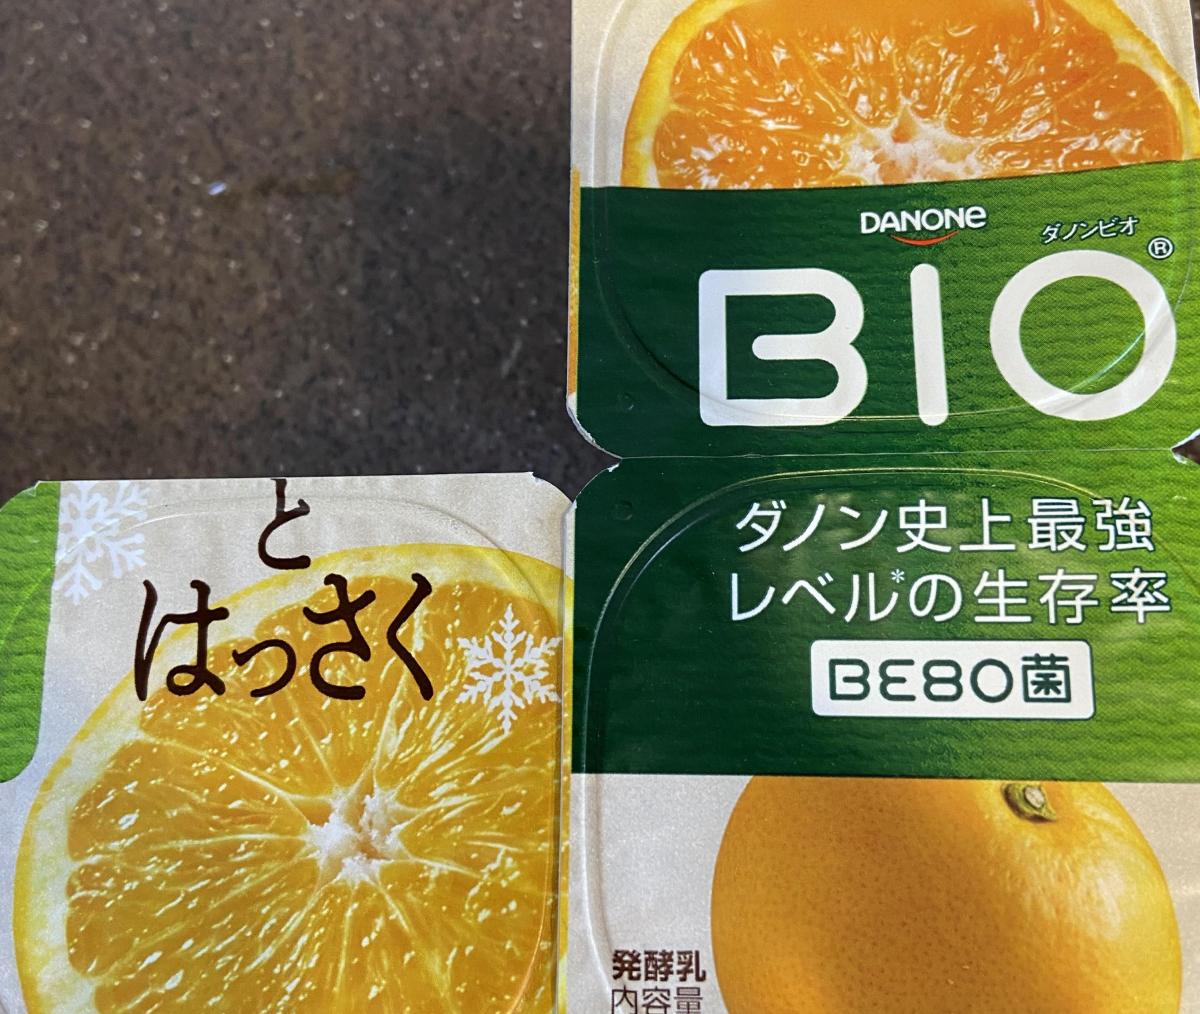 DANONE
ダノンビオ
BIO®
ダノン史上最強
レベル*の生存率
BE80菌
と
はっさく
発酵乳
内容量